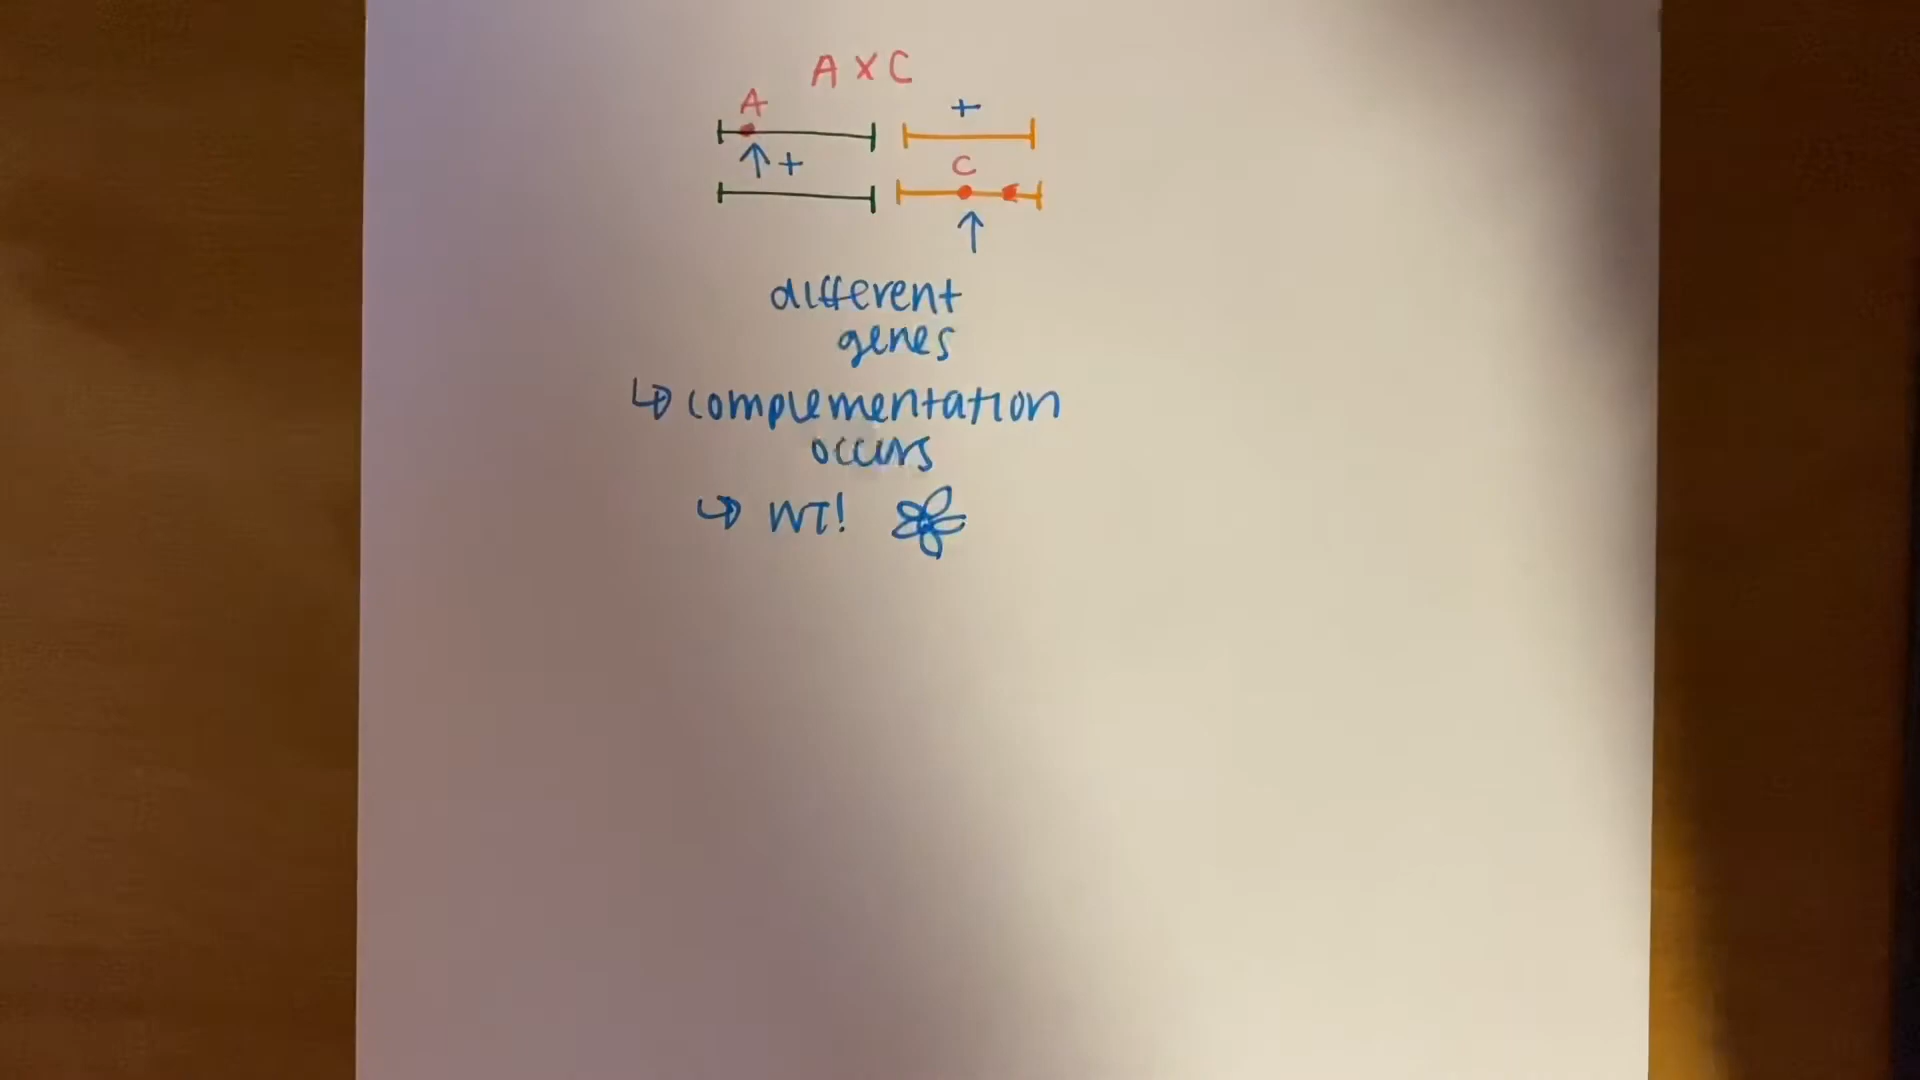 A X C
A +
+ C
different
genes
↳ complementation
occurs
↳ WT!